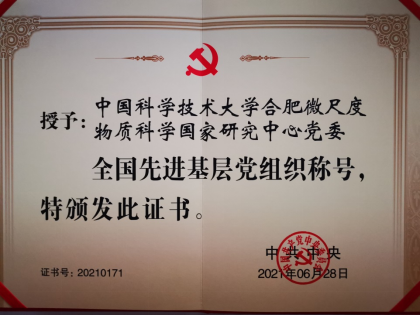 授予：中国科学技术大学合肥微尺度
物质科学国家研究中心党委
全国先进基层党组织称号，
特颁发此证书。
中共中央
2021年06月28日
证书号：20210171